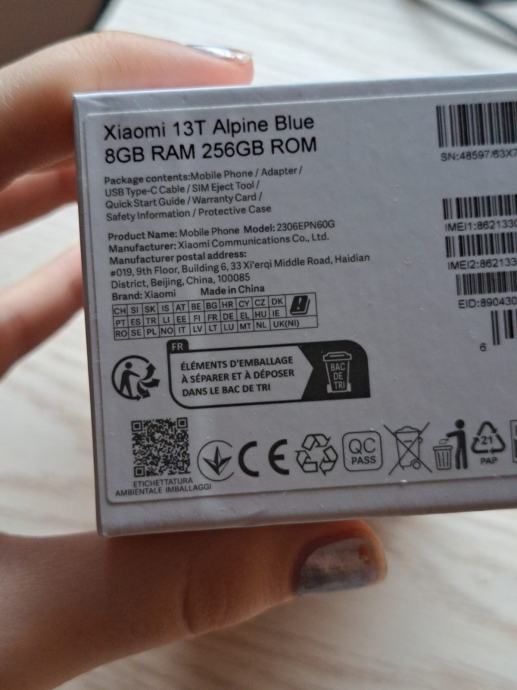 Xiaomi 13T Alpine Blue
8GB RAM 256GB ROM
Package contents:Mobile Phone / Adapter /
USB Type-C Cable / SIM Eject Tool /
Quick Start Guide / Warranty Card /
Safety Information / Protective Case
Product Name: Mobile Phone Model: 2306EPN60G
Manufacturer: Xiaomi Communications Co., Ltd.
Manufacturer postal address:
#019, 9th Floor, Building 6, 33 Xi'erqi Middle Road, Haidian
District, Beijing, China, 100085
Brand: Xiaomi Made in China
CH SI SK IS AT BE BG HR CY CZ DK
PT ES TR LI EE FI FR DE EL HU IE
RO SE PL NO IT LV LT LU MT NL UK(NI)
FR
ÉLÉMENTS D'EMBALLAGE
À SÉPARER ET À DÉPOSER
DANS LE BAC DE TRI
BAC
DE
TRI
ETICHETTATURA
AMBIENTALE IMBALLAGGI
CE
QC
PASS
21
PAP
SN:48597/63X7
IMEI1:8621330
IMEI2:8621330
EID:890430
6